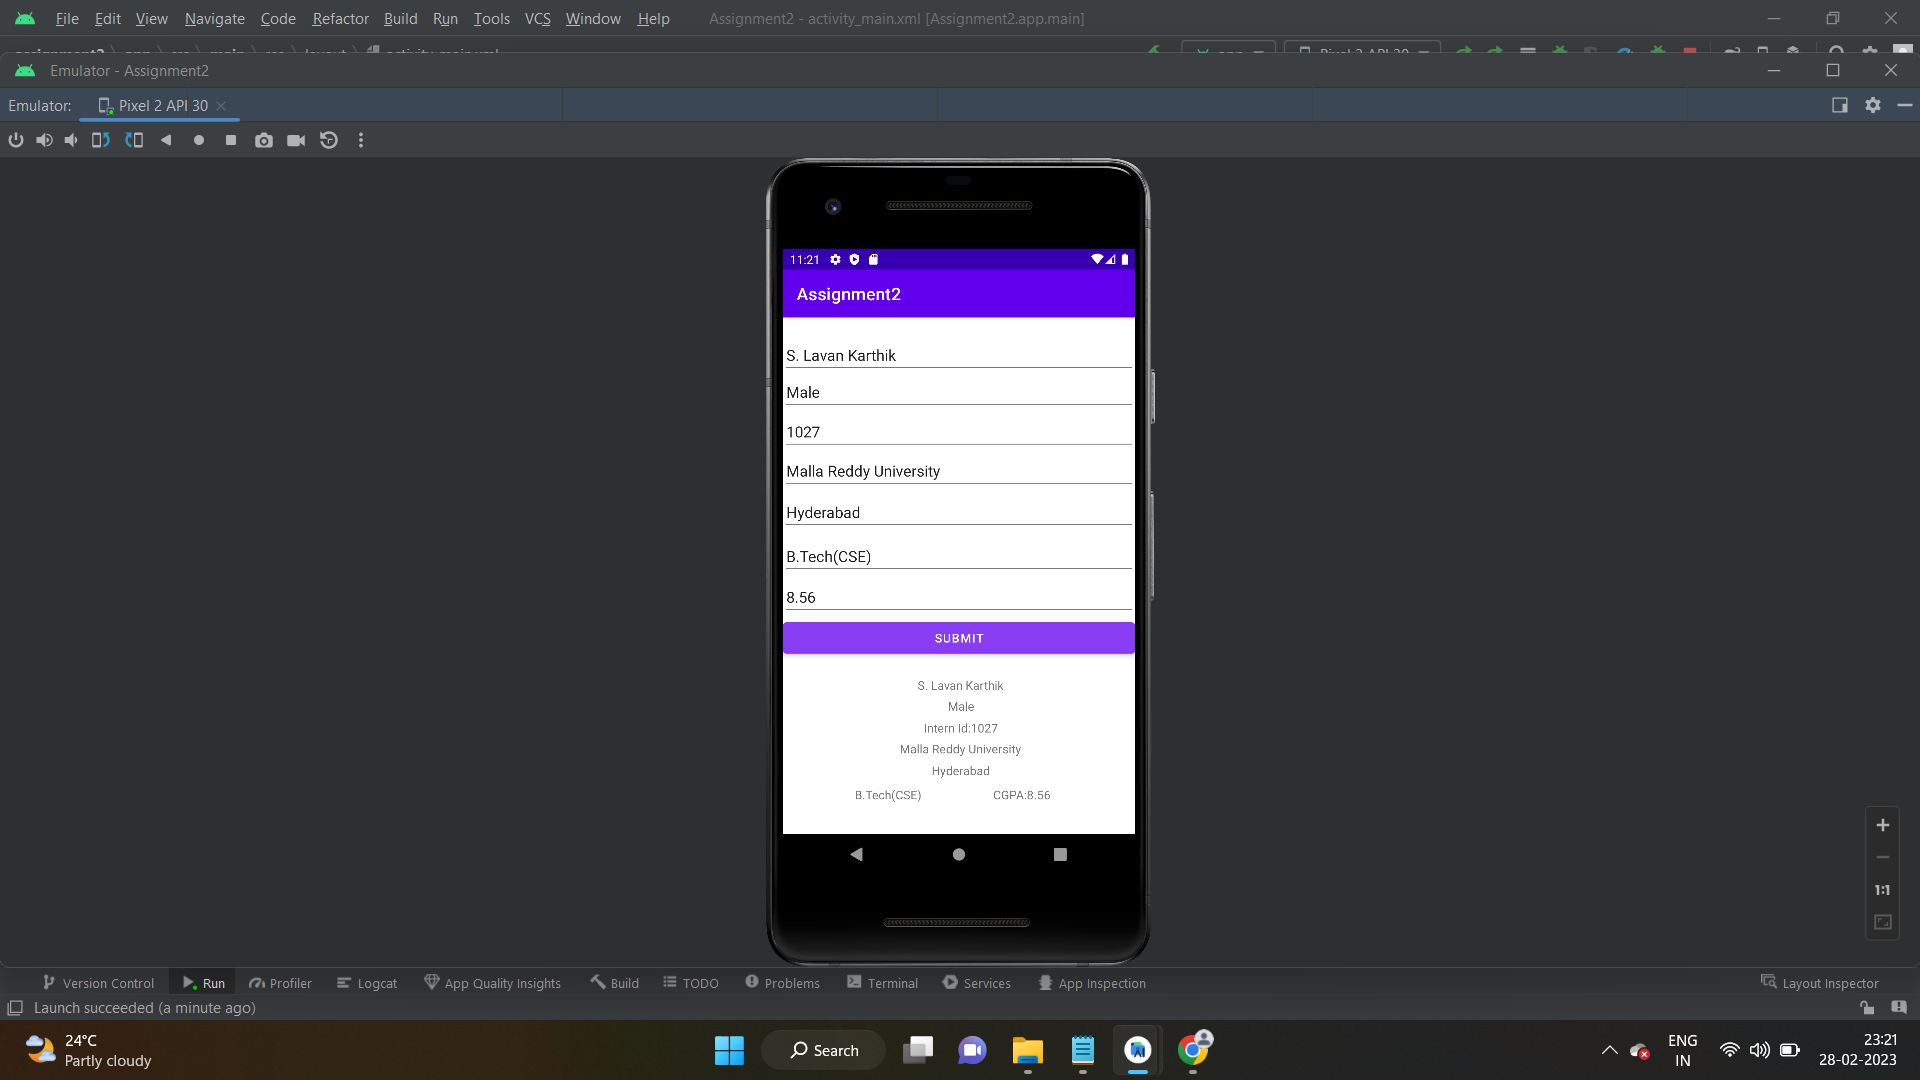 File Edit View Navigate Code Refactor Build Run Tools VCS Window Help Assignment2 - activity_main.xml [Assignment2.app.main]
Emulator - Assignment2
Emulator: Pixel 2 API 30
11:21
Assignment2
S. Lavan Karthik
Male
1027
Malla Reddy University
Hyderabad
B.Tech(CSE)
8.56
SUBMIT
S. Lavan Karthik
Male
Intern Id:1027
Malla Reddy University
Hyderabad
B.Tech(CSE) CGPA:8.56
1:1
Version Control Run Profiler Logcat App Quality Insights Build TODO Problems Terminal Services App Inspection Layout Inspector
Launch succeeded (a minute ago)
24°C
Partly cloudy
Search
ENG
IN
23:21
28-02-2023